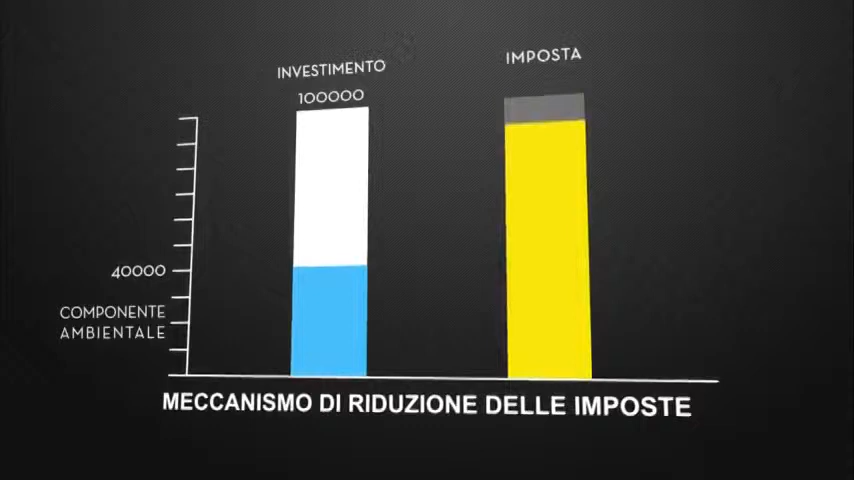 INVESTIMENTO
100000
IMPOSTA
40000
COMPONENTE
AMBIENTALE
MECCANISMO DI RIDUZIONE DELLE IMPOSTE